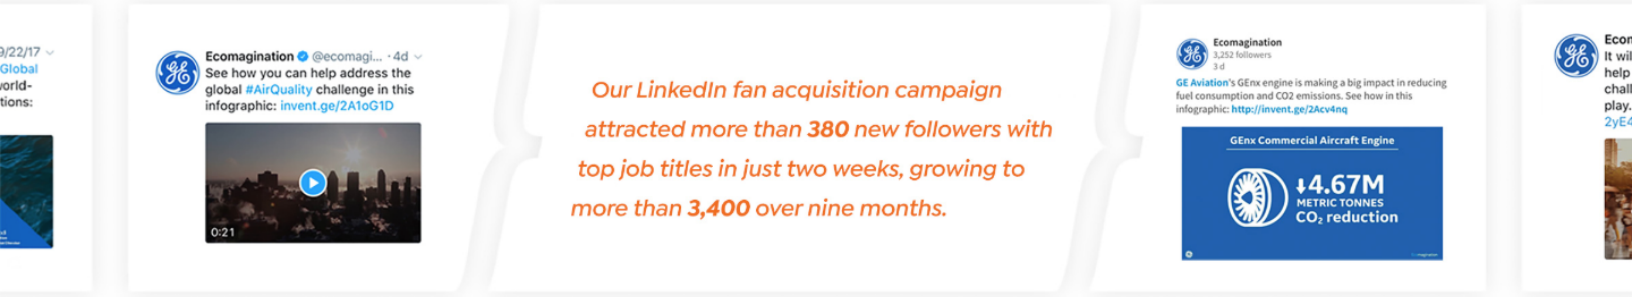 9/22/17
Global
world-
tions:
Ecomagination @ecomagi... · 4d
See how you can help address the
global #AirQuality challenge in this
infographic: invent.ge/2A1oG1D
0:21
Our LinkedIn fan acquisition campaign
attracted more than 380 new followers with
top job titles in just two weeks, growing to
more than 3,400 over nine months.
Ecomagination
3,252 followers
3d
GE Aviation's GEnx engine is making a big impact in reducing
fuel consumption and CO2 emissions. See how in this
infographic: http://invent.ge/2Acv4nq
GEnx Commercial Aircraft Engine
↓4.67M
METRIC TONNES
CO₂ reduction
Econ
It wil
help
chall
play.
2yE4